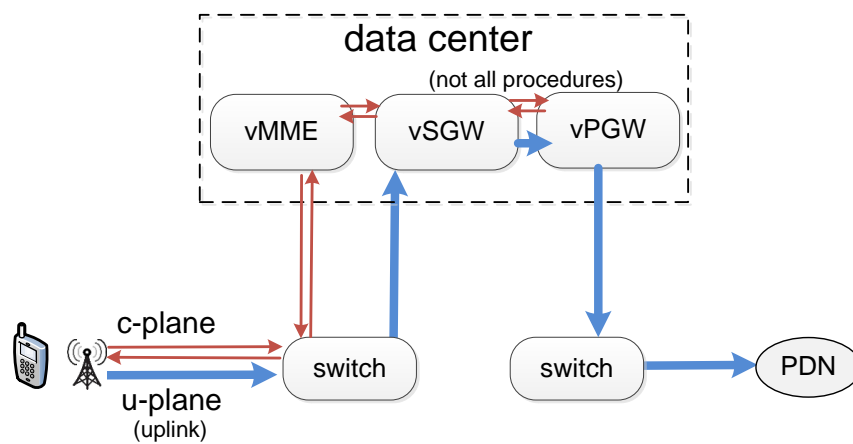 data center
(not all procedures)
vMME
vSGW
vPGW
c-plane
switch
switch
PDN
u-plane
(uplink)